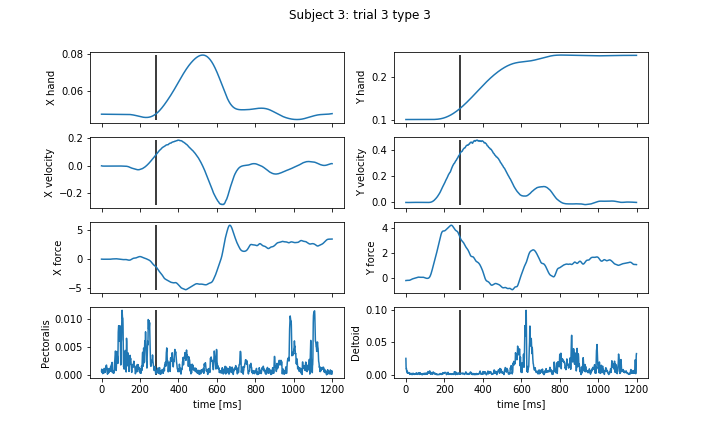 Subject 3: trial 3 type 3
X hand
0.08
0.06
Y hand
0.2
0.1
X velocity
0.2
0.0
−0.2
Y velocity
0.4
0.2
0.0
X force
5
0
−5
Y force
4
2
0
Pectoralis
0.010
0.005
0.000
0 200 400 600 800 1000 1200
time [ms]
Deltoid
0.10
0.05
0.00
0 200 400 600 800 1000 1200
time [ms]